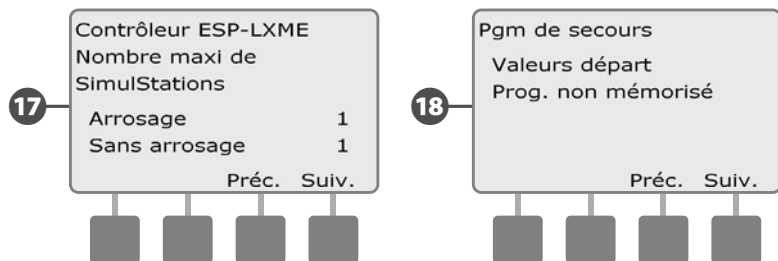 17
Contrôleur ESP-LXME
Nombre maxi de
SimulStations
Arrosage 1
Sans arrosage 1
Préc. Suiv.
18
Pgm de secours
Valeurs départ
Prog. non mémorisé
Préc. Suiv.